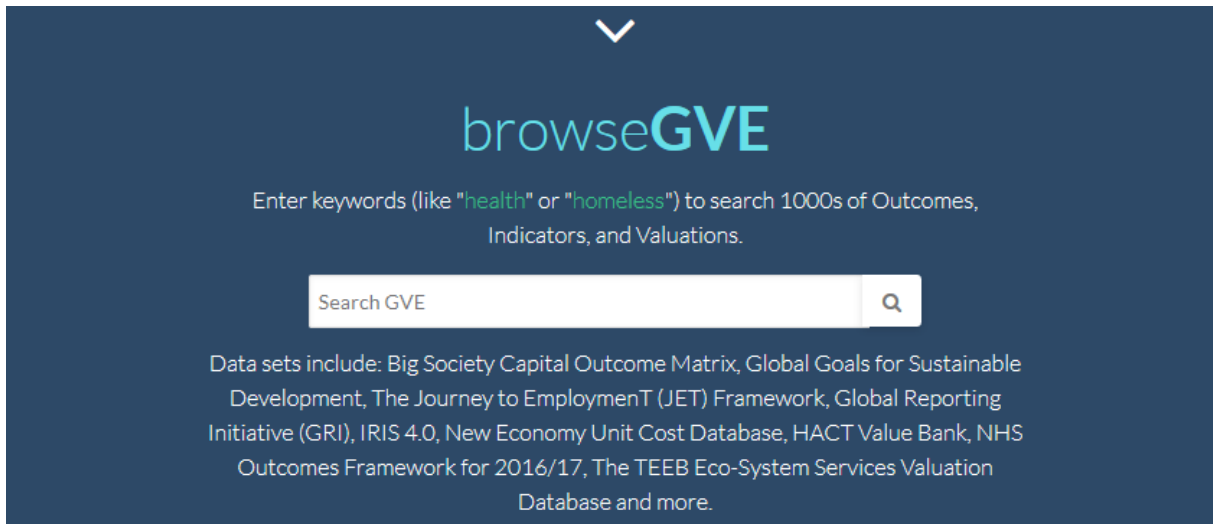 browseGVE
Enter keywords (like "health" or "homeless") to search 1000s of Outcomes,
Indicators, and Valuations.
Search GVE
Data sets include: Big Society Capital Outcome Matrix, Global Goals for Sustainable
Development, The Journey to EmploymenT (JET) Framework, Global Reporting
Initiative (GRI), IRIS 4.0, New Economy Unit Cost Database, HACT Value Bank, NHS
Outcomes Framework for 2016/17, The TEEB Eco-System Services Valuation
Database and more.